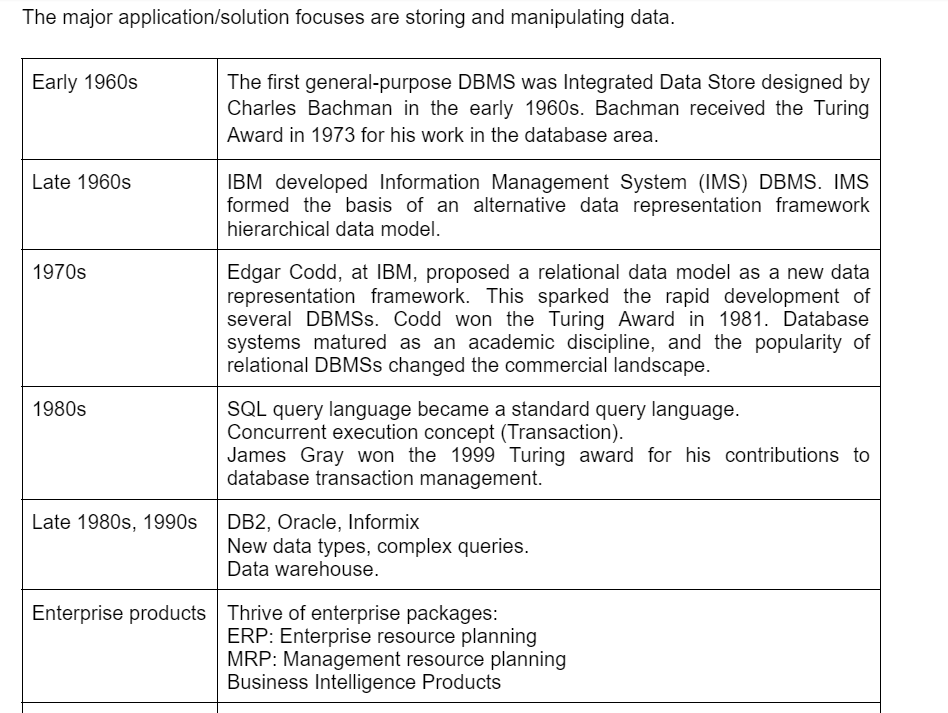 The major application/solution focuses are storing and manipulating data.
Early 1960s
The first general-purpose DBMS was Integrated Data Store designed by
Charles Bachman in the early 1960s. Bachman received the Turing
Award in 1973 for his work in the database area.
Late 1960s
IBM developed Information Management System (IMS) DBMS. IMS
formed the basis of an alternative data representation framework
hierarchical data model.
1970s
Edgar Codd, at IBM, proposed a relational data model as a new data
representation framework. This sparked the rapid development of
several DBMSs. Codd won the Turing Award in 1981. Database
systems matured as an academic discipline, and the popularity of
relational DBMSs changed the commercial landscape.
1980s
SQL query language became a standard query language.
Concurrent execution concept (Transaction).
James Gray won the 1999 Turing award for his contributions to
database transaction management.
Late 1980s, 1990s
DB2, Oracle, Informix
New data types, complex queries.
Data warehouse.
Enterprise products
Thrive of enterprise packages:
ERP: Enterprise resource planning
MRP: Management resource planning
Business Intelligence Products